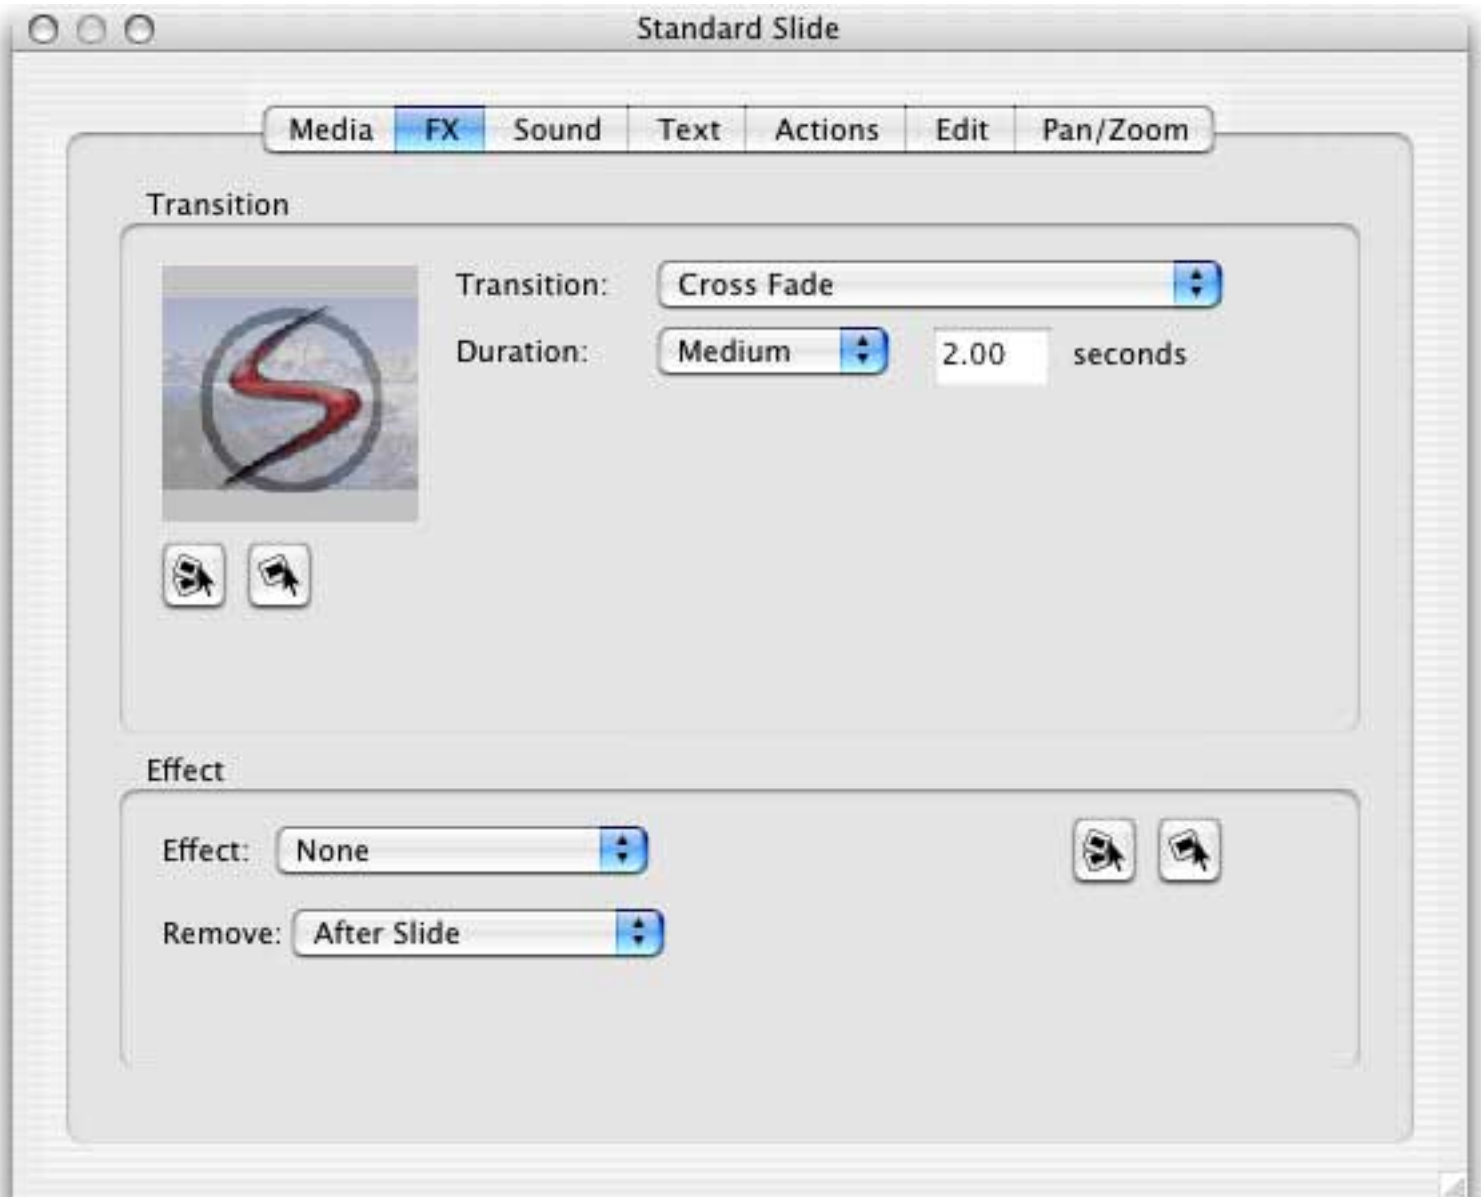 Standard Slide
Media FX Sound Text Actions Edit Pan/Zoom
Transition
Transition: Cross Fade
Duration: Medium 2.00 seconds
Effect
Effect: None
Remove: After Slide